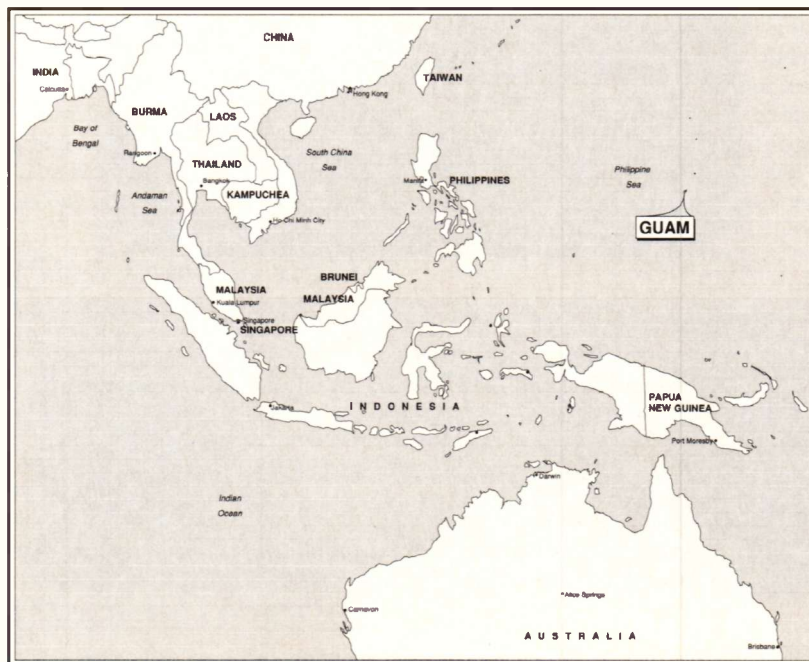 CHINA
TAIWAN
INDIA
Calcutta
Hong Kong
BURMA
LAOS
Bay of
Bengal
Rangoon
South China
Sea
THAILAND
Bangkok
Manila
PHILIPPINES
Philippine
Sea
Andaman
Sea
KAMPUCHEA
Ho Chi Minh City
GUAM
BRUNEI
MALAYSIA
MALAYSIA
Kuala Lumpur
Singapore
SINGAPORE
INDONESIA
Jakarta
PAPUA
NEW GUINEA
Port Moresby
Darwin
Indian
Ocean
Alice Springs
Carnavon
AUSTRALIA
Brisbane